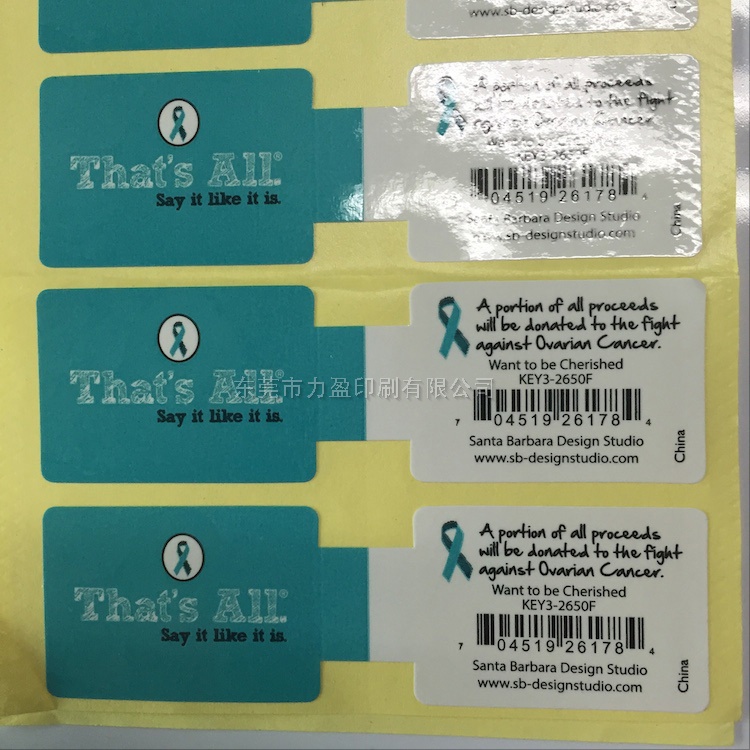 www.sb-designstudio.com
That's All®
Say it like it is.
A portion of all proceeds
will be donated to the fight
against Ovarian Cancer.
Want to be Cherished
KEY3-2650F
04519 26178 4
Santa Barbara Design Studio
www.sb-designstudio.com
China
That's All®
Say it like it is.
A portion of all proceeds
will be donated to the fight
against Ovarian Cancer.
Want to be Cherished
KEY3-2650F
7 04519 26178 4
Santa Barbara Design Studio
www.sb-designstudio.com
China
东莞市力盈印刷有限公司
That's All®
Say it like it is.
A portion of all proceeds
will be donated to the fight
against Ovarian Cancer.
Want to be Cherished
KEY3-2650F
7 04519 26178 4
Santa Barbara Design Studio
www.sb-designstudio.com
China